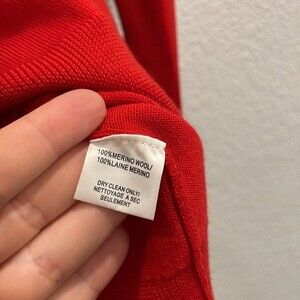 100%MERINO WOOL/
100%LAINE MERINO
DRY CLEAN ONLY/
NETTOYAGE A SEC
SEULEMENT